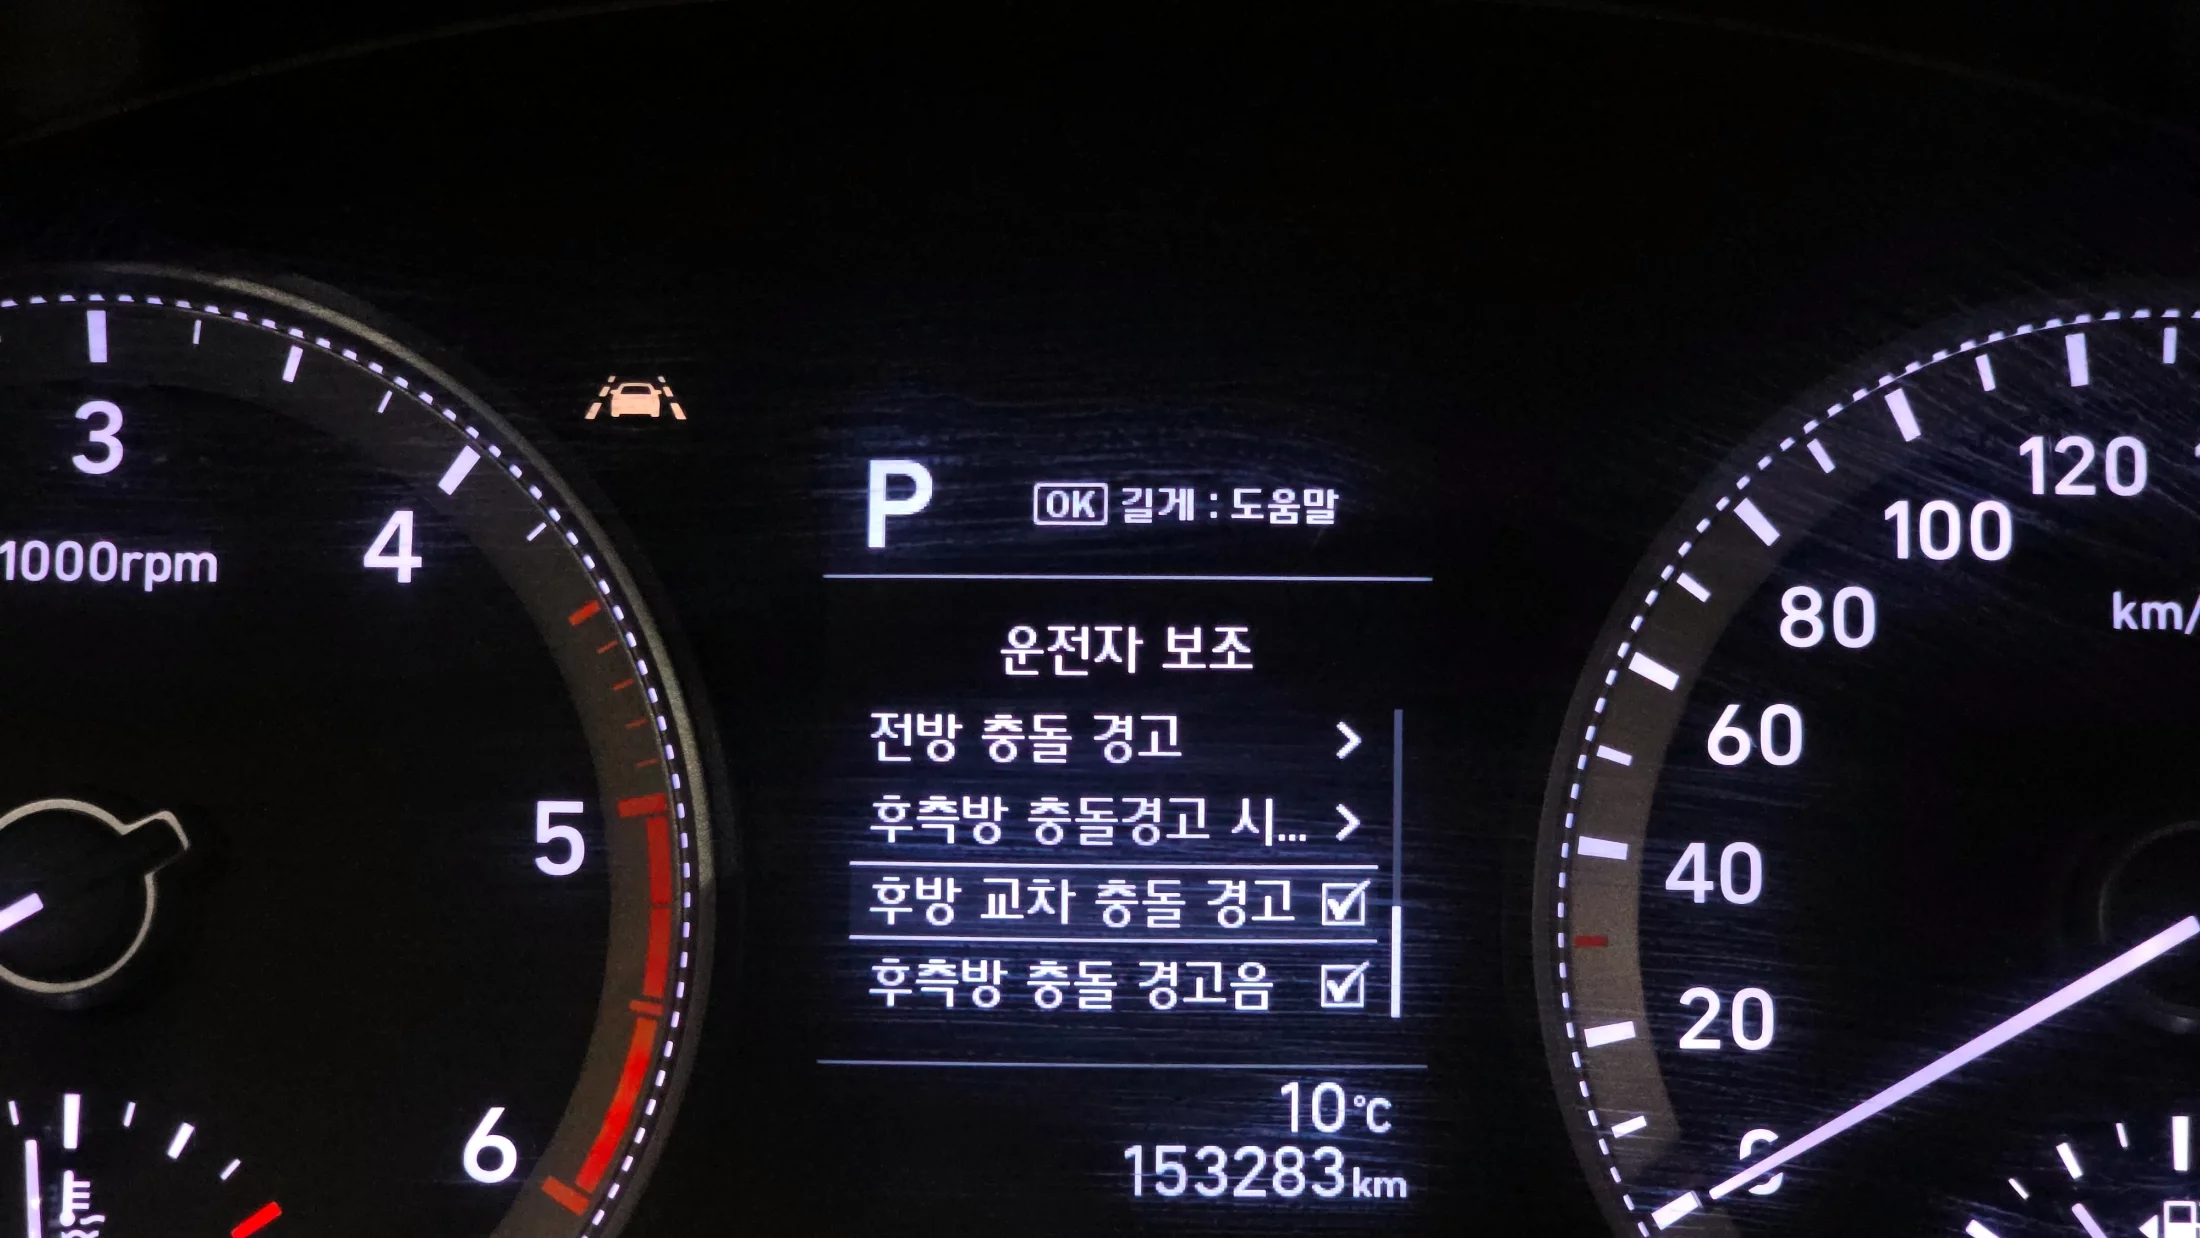 3
4
1000rpm
5
6
P
OK 길게 : 도움말
운전자 보조
전방 충돌 경고 >
후측방 충돌경고 시... >
후방 교차 충돌 경고
후측방 충돌 경고음
10°C
153283km
120
100
80
km/
60
40
20
0